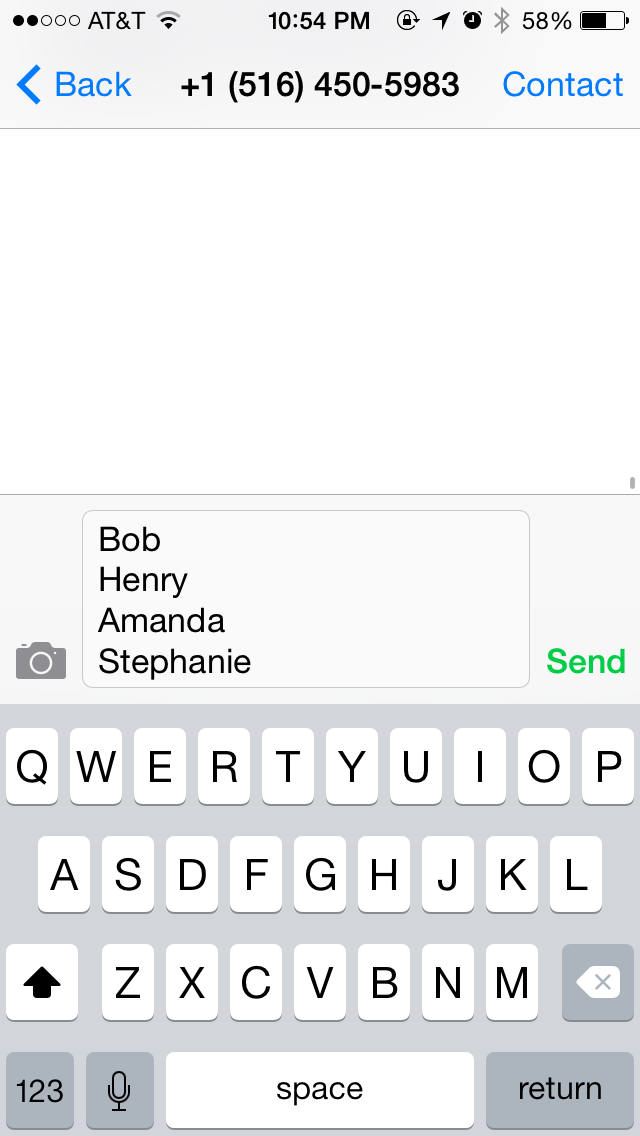 AT&T 10:54 PM 58%
Back +1 (516) 450-5983 Contact
Bob
Henry
Amanda
Stephanie
Send
Q W E R T Y U I O P
A S D F G H J K L
Z X C V B N M
123 space return